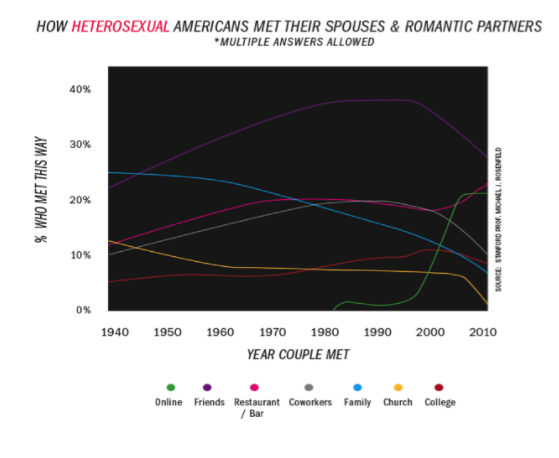 HOW HETEROSEXUAL AMERICANS MET THEIR SPOUSES & ROMANTIC PARTNERS
*MULTIPLE ANSWERS ALLOWED
% WHO MET THIS WAY
40%
30%
20%
10%
0%
1940 1950 1960 1970 1980 1990 2000 2010
YEAR COUPLE MET
SOURCE: STANFORD PROF. MICHAEL J. ROSENFELD
Online Friends Restaurant / Bar Coworkers Family Church College